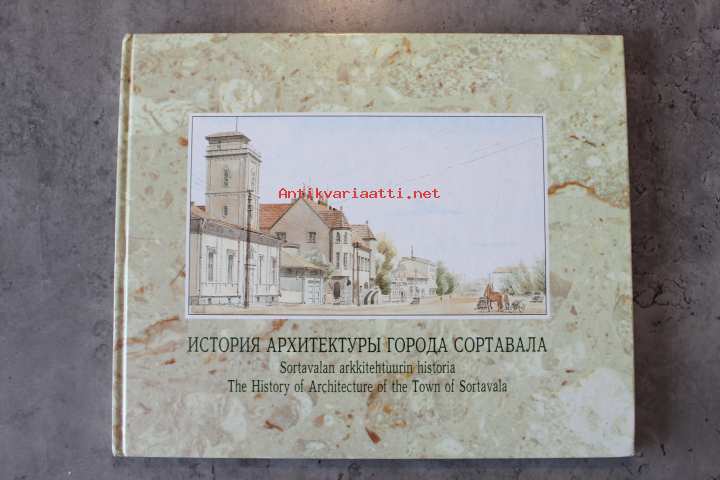 Antikvariaatti.net
ИСТОРИЯ АРХИТЕКТУРЫ ГОРОДА СОРТАВАЛА
Sortavalan arkkitehtuurin historia
The History of Architecture of the Town of Sortavala